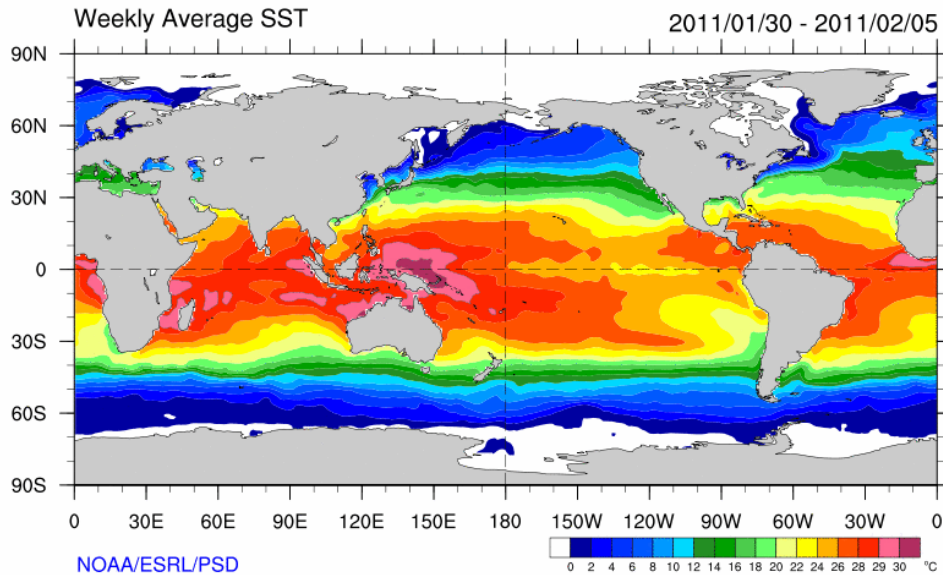 Weekly Average SST 2011/01/30 - 2011/02/05
90N
60N
30N
0
30S
60S
90S
0 30E 60E 90E 120E 150E 180 150W 120W 90W 60W 30W 0
NOAA/ESRL/PSD
0 2 4 6 8 10 12 14 16 18 20 22 24 26 28 29 30 °C